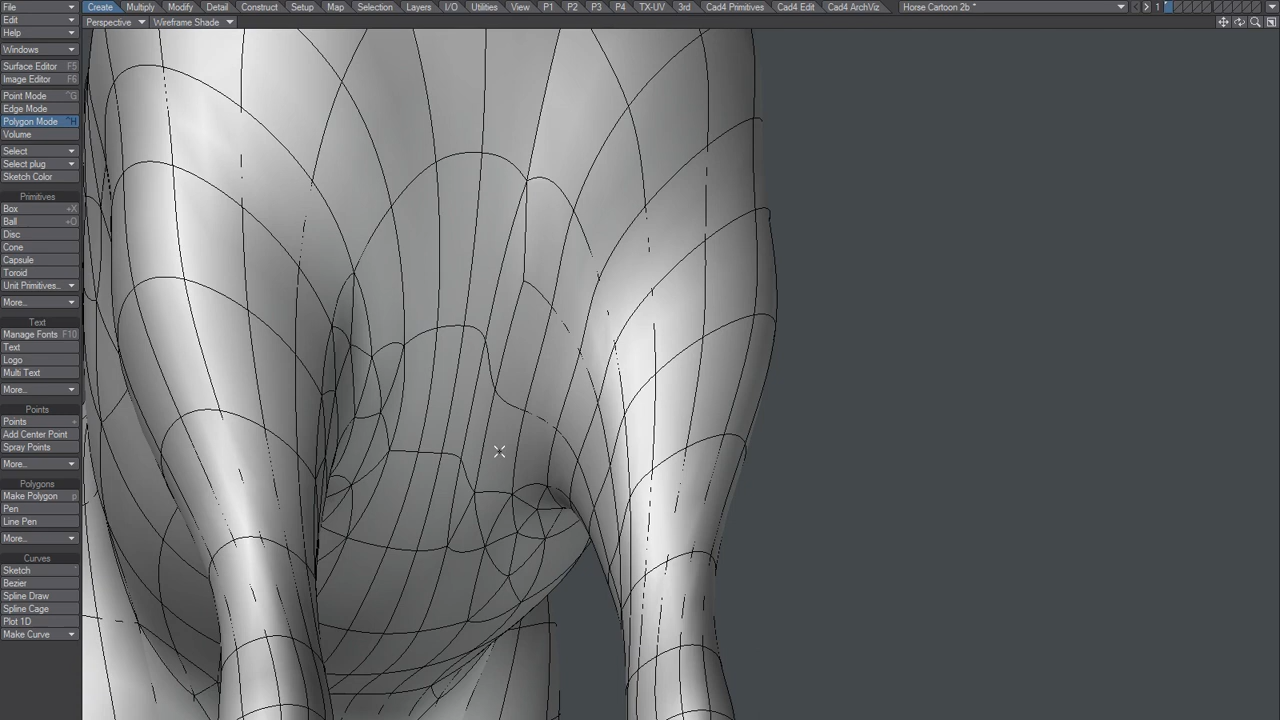 File Create Multiply Modify Detail Construct Setup Map Selection Layers I/O Utilities View P1 P2 P3 P4 TX-UV 3rd Cad4 Primitives Cad4 Edit Cad4 ArchViz Horse Cartoon 2b * 1
Edit Perspective Wireframe Shade
Help
Windows
Surface Editor F5
Image Editor F6
Point Mode ^G
Edge Mode
Polygon Mode ^H
Volume
Select
Select plug
Sketch Color
Primitives
Box +X
Ball +O
Disc
Cone
Capsule
Toroid
Unit Primitives..
More...
Text
Manage Fonts F10
Text
Logo
Multi Text
More...
Points
Points +
Add Center Point
Spray Points
More...
Polygons
Make Polygon p
Pen
Line Pen
More...
Curves
Sketch
Bezier
Spline Draw
Spline Cage
Plot 1D
Make Curve